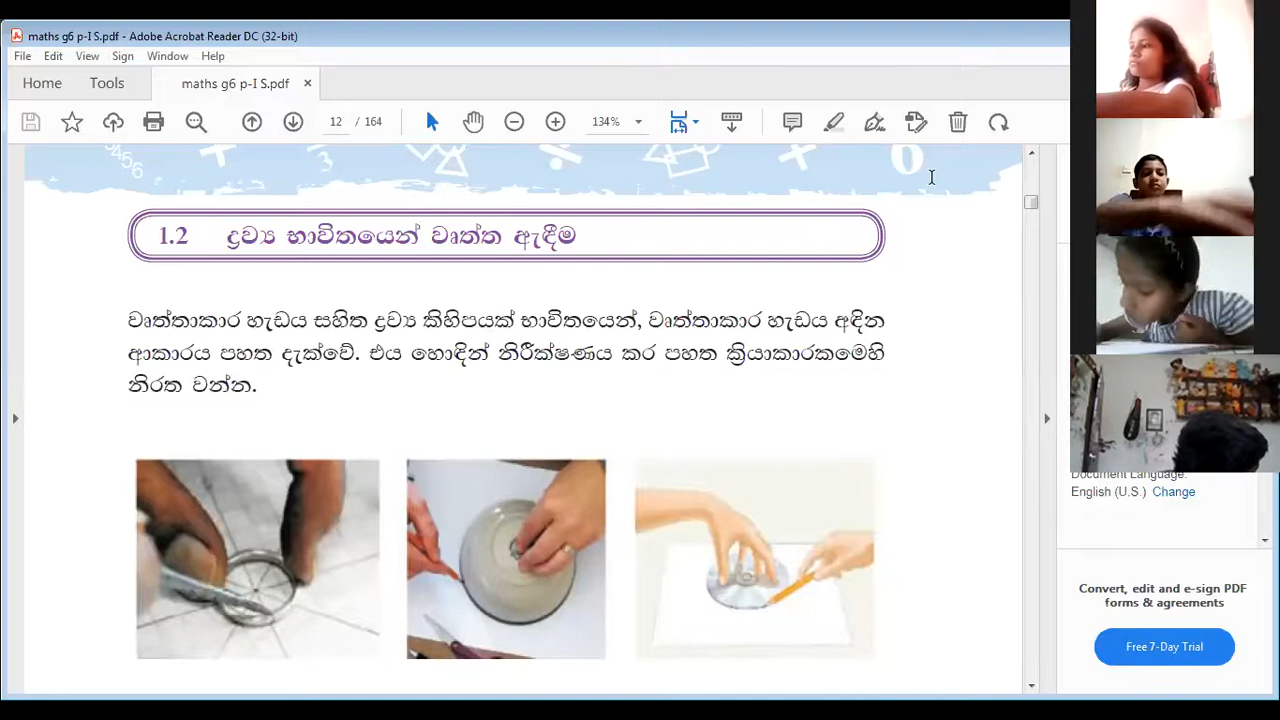 maths g6 p-I S.pdf - Adobe Acrobat Reader DC (32-bit)
File Edit View Sign Window Help
Home Tools maths g6 p-I S.pdf ×
12 / 164 134%
1.2 ද්‍රව්‍ය භාවිතයෙන් වෘත්ත ඇඳීම
වෘත්තාකාර හැඩය සහිත ද්‍රව්‍ය කිහිපයක් භාවිතයෙන්, වෘත්තාකාර හැඩය අඳින
ආකාරය පහත දැක්වේ. එය හොඳින් නිරීක්ෂණය කර පහත ක්‍රියාකාරකමෙහි
නිරත වන්න.
Document Language:
English (U.S.) Change
Convert, edit and e-sign PDF
forms & agreements
Free 7-Day Trial